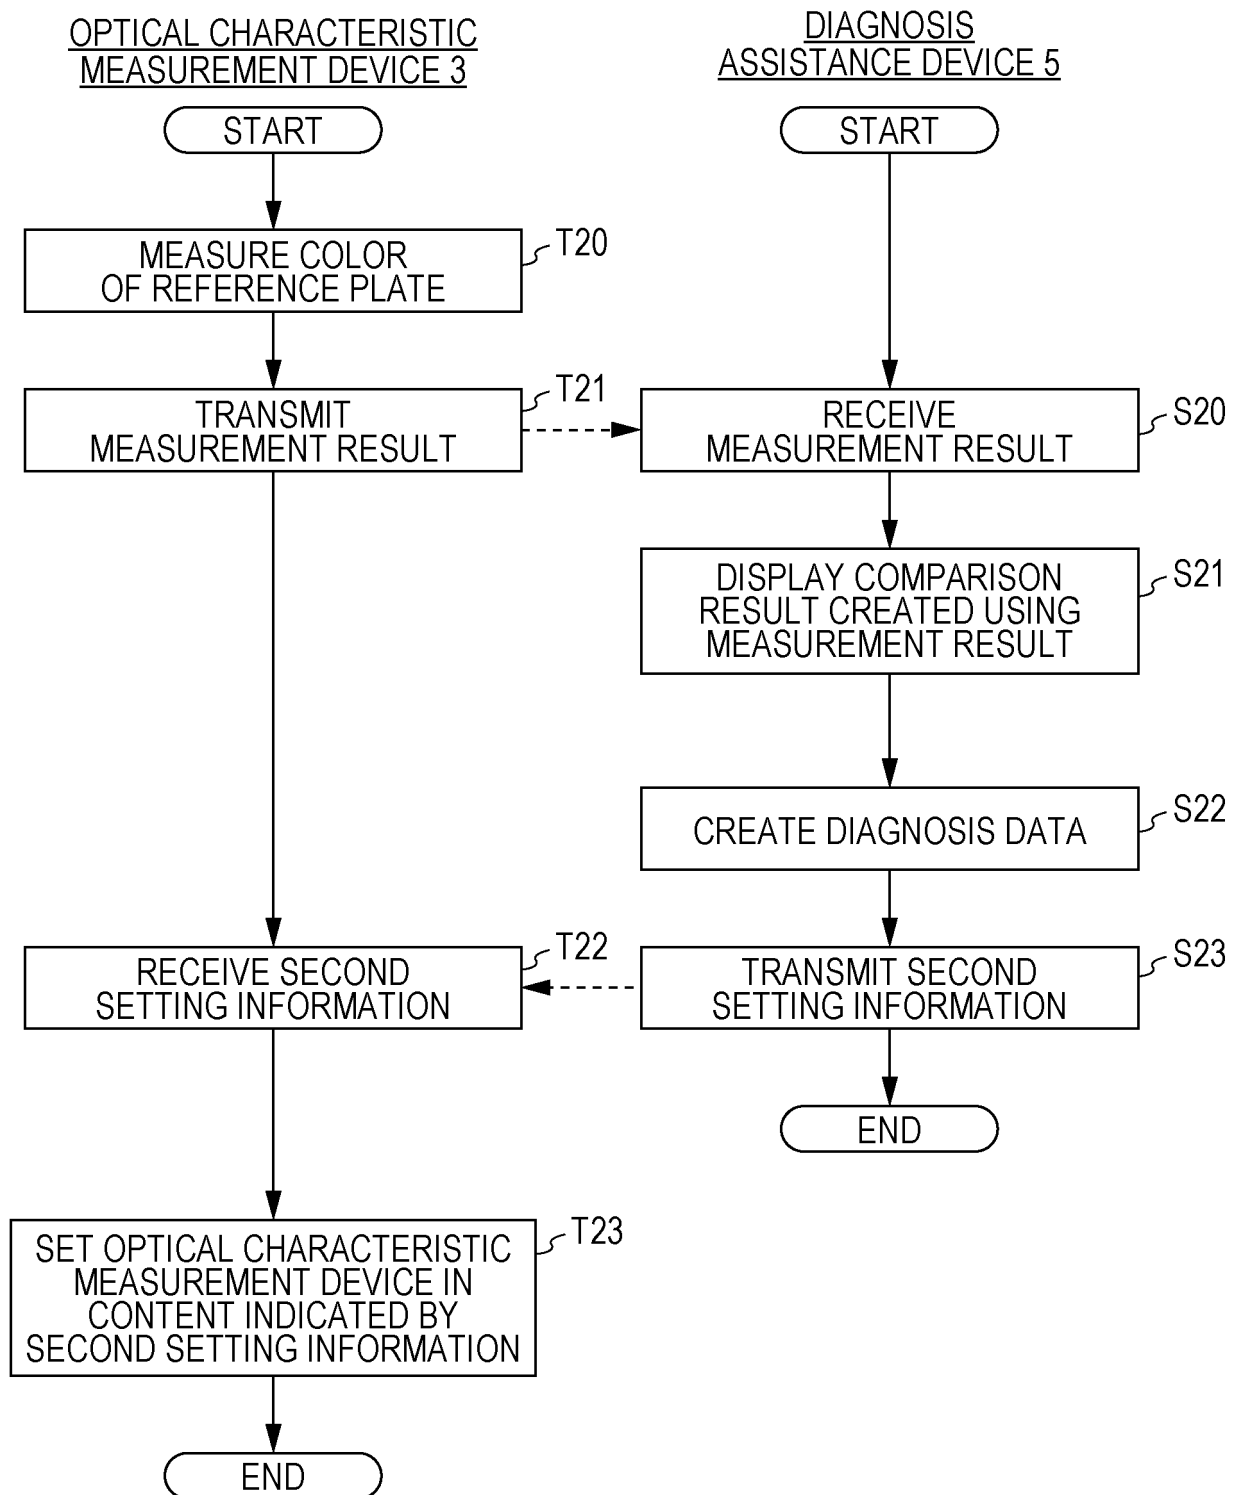 OPTICAL CHARACTERISTIC
MEASUREMENT DEVICE 3
START
MEASURE COLOR
OF REFERENCE PLATE
T20
TRANSMIT
MEASUREMENT RESULT
T21
RECEIVE SECOND
SETTING INFORMATION
T22
SET OPTICAL CHARACTERISTIC
MEASUREMENT DEVICE IN
CONTENT INDICATED BY
SECOND SETTING INFORMATION
T23
END
DIAGNOSIS
ASSISTANCE DEVICE 5
START
RECEIVE
MEASUREMENT RESULT
S20
DISPLAY COMPARISON
RESULT CREATED USING
MEASUREMENT RESULT
S21
CREATE DIAGNOSIS DATA
S22
TRANSMIT SECOND
SETTING INFORMATION
S23
END